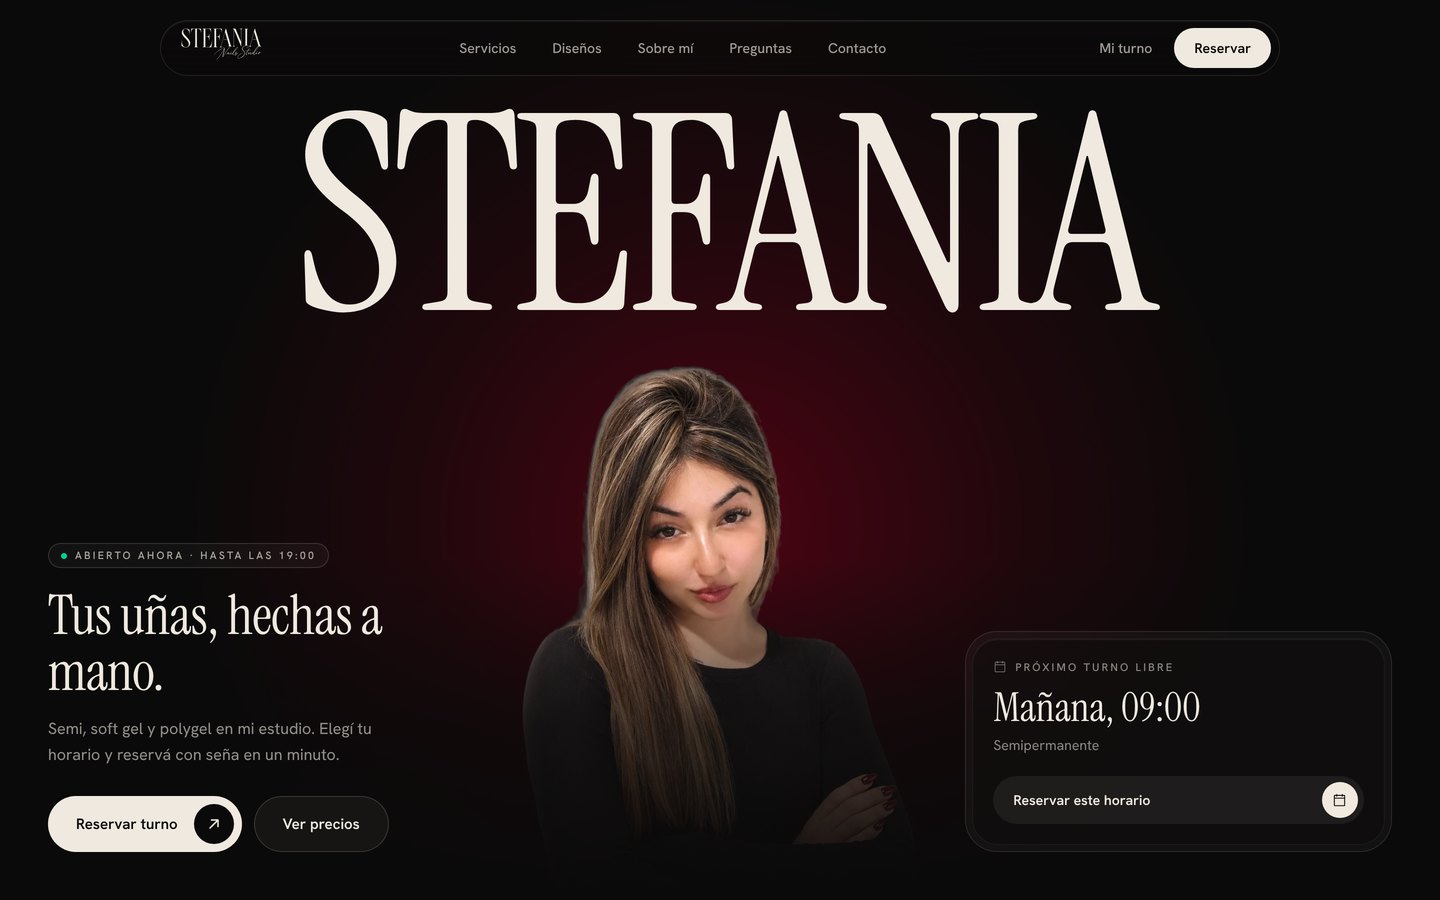 STEFANIA
Nails Studio
Servicios
Diseños
Sobre mí
Preguntas
Contacto
Mi turno
Reservar
STEFANIA
ABIERTO AHORA · HASTA LAS 19:00
Tus uñas, hechas a
mano.
Semi, soft gel y polygel en mi estudio. Elegí tu
horario y reservá con seña en un minuto.
Reservar turno
Ver precios
PRÓXIMO TURNO LIBRE
Mañana, 09:00
Semipermanente
Reservar este horario